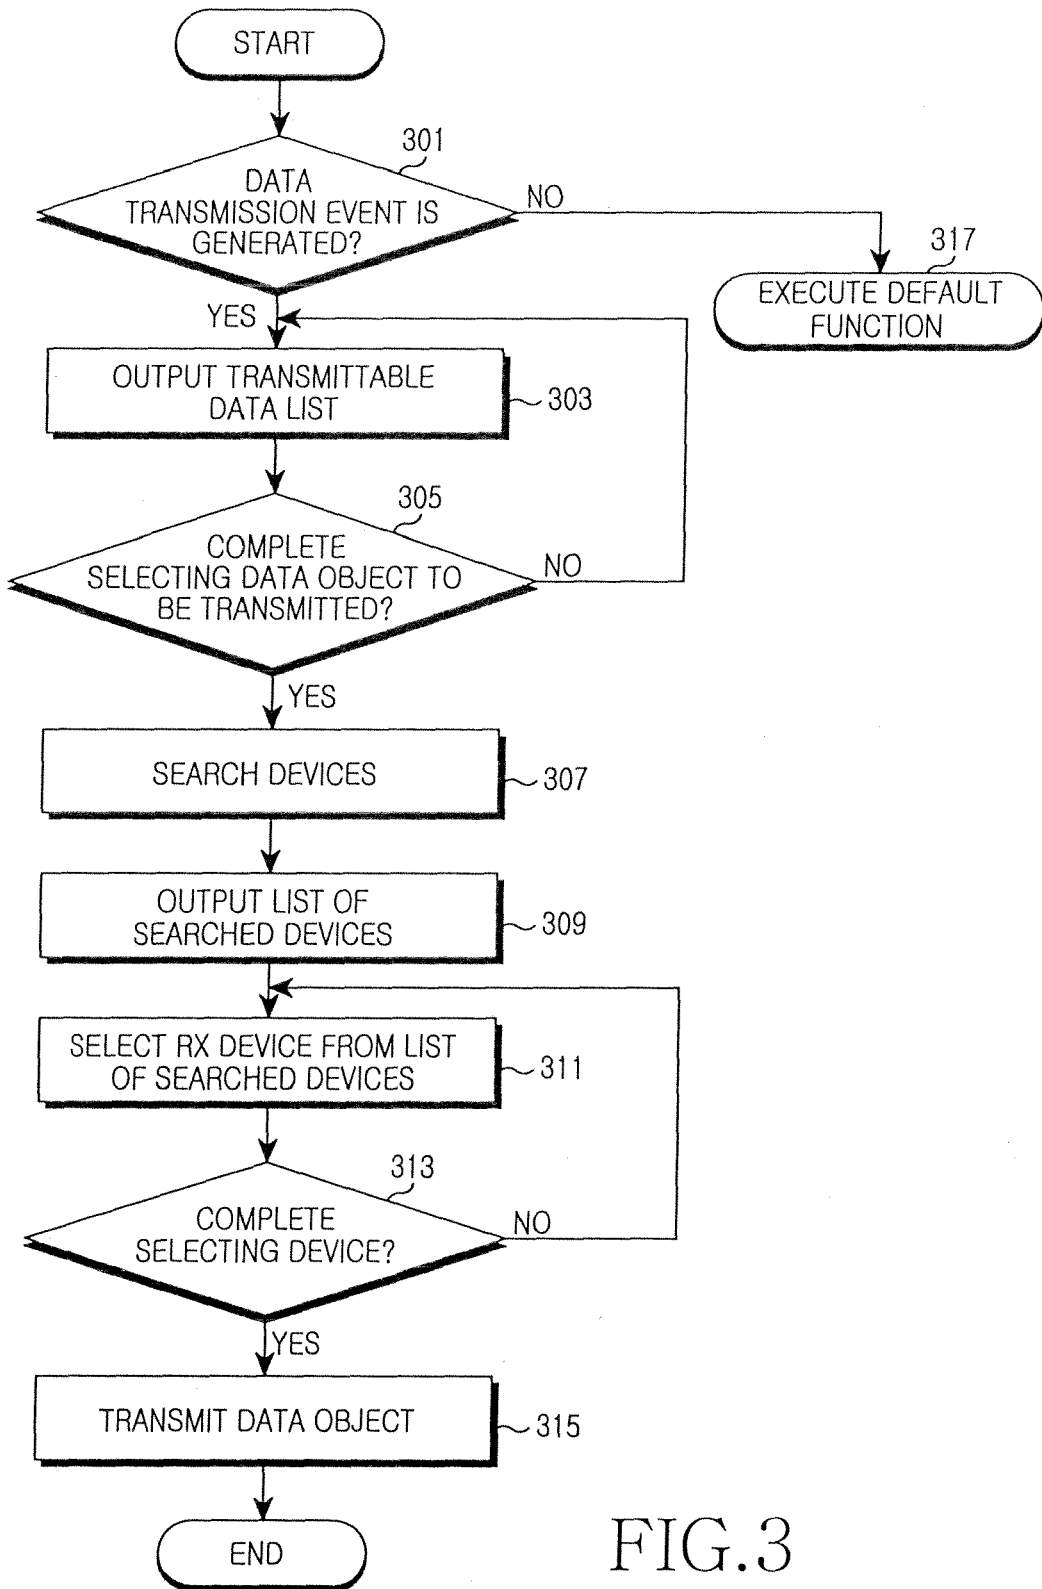 START
301
DATA
TRANSMISSION EVENT IS
GENERATED?
NO
317
EXECUTE DEFAULT
FUNCTION
YES
OUTPUT TRANSMITTABLE
DATA LIST
303
305
COMPLETE
SELECTING DATA OBJECT TO
BE TRANSMITTED?
NO
YES
SEARCH DEVICES
307
OUTPUT LIST OF
SEARCHED DEVICES
309
SELECT RX DEVICE FROM LIST
OF SEARCHED DEVICES
311
313
COMPLETE
SELECTING DEVICE?
NO
YES
TRANSMIT DATA OBJECT
315
END
FIG.3